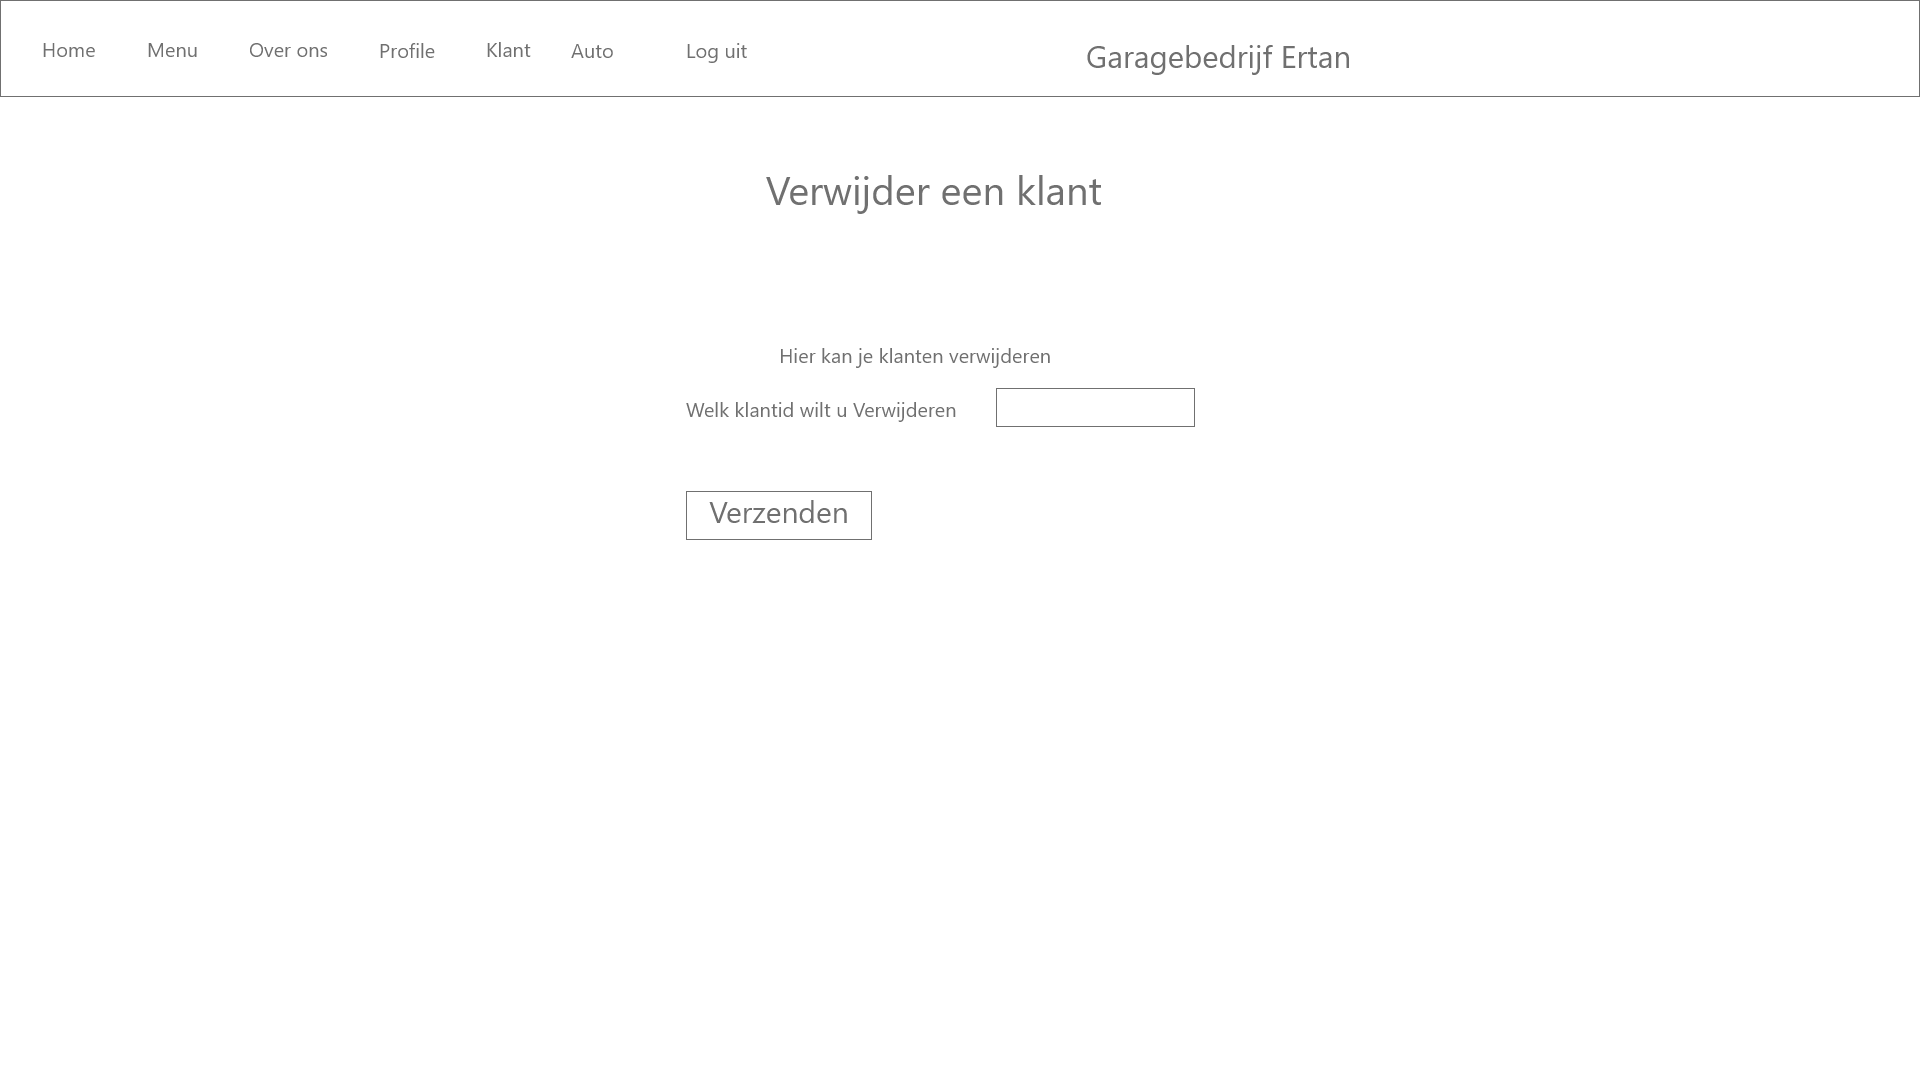 Home Menu Over ons Profile Klant Auto Log uit Garagebedrijf Ertan
Verwijder een klant
Hier kan je klanten verwijderen
Welk klantid wilt u Verwijderen
Verzenden